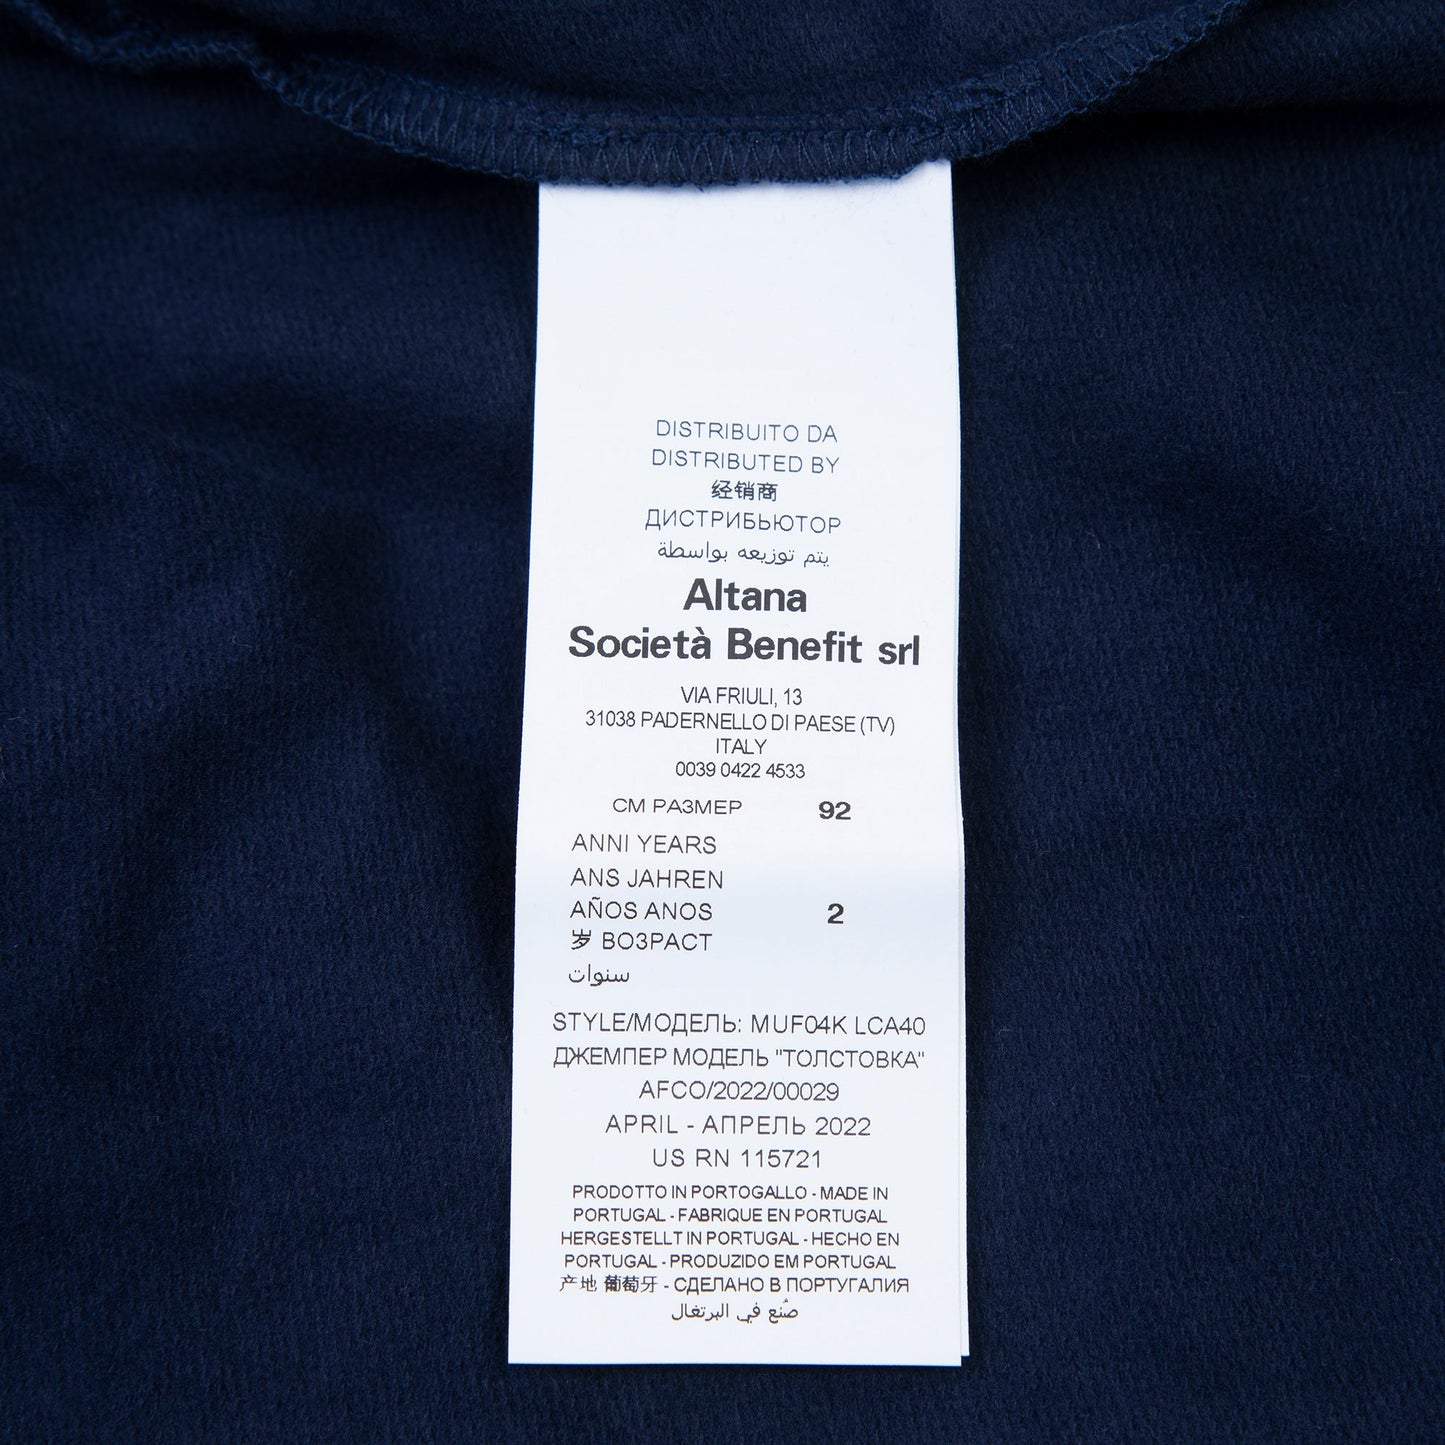 DISTRIBUITO DA
DISTRIBUTED BY
经销商
ДИСТРИБЬЮТОР
يتم توزيعه بواسطة
Altana
Società Benefit srl
VIA FRIULI, 13
31038 PADERNELLO DI PAESE (TV)
ITALY
0039 0422 4533
CM РАЗМЕР 92
ANNI YEARS
ANS JAHREN
AÑOS ANOS 2
岁 ВОЗРАСТ
سنوات
STYLE/МОДЕЛЬ: MUF04K LCA40
ДЖЕМПЕР МОДЕЛЬ "ТОЛСТОВКА"
AFCO/2022/00029
APRIL - АПРЕЛЬ 2022
US RN 115721
PRODOTTO IN PORTOGALLO - MADE IN
PORTUGAL - FABRIQUE EN PORTUGAL
HERGESTELLT IN PORTUGAL - HECHO EN
PORTUGAL - PRODUZIDO EM PORTUGAL
产地 葡萄牙 - СДЕЛАНО В ПОРТУГАЛИЯ
صُنع في البرتغال